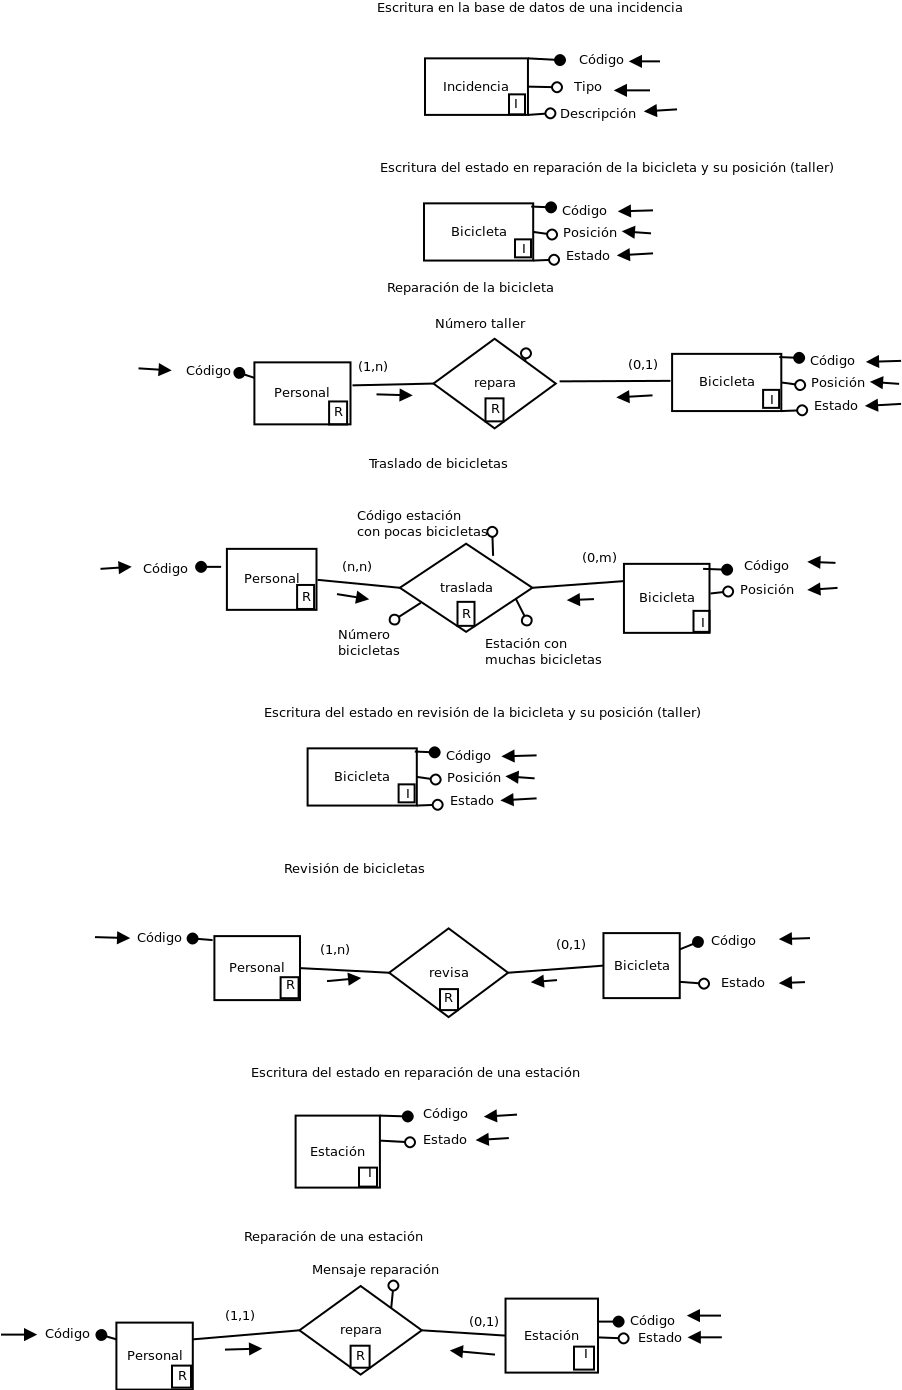 Escritura en la base de datos de una incidencia
Código
Incidencia
Tipo
I
Descripción
Escritura del estado en reparación de la bicicleta y su posición (taller)
Código
Bicicleta
Posición
I
Estado
Reparación de la bicicleta
Número taller
Código
(1,n)
(0,1)
Código
Personal
repara
Bicicleta
Posición
R
R
I
Estado
Traslado de bicicletas
Código estación
con pocas bicicletas
Código
(n,n)
(0,m)
Código
Personal
traslada
Bicicleta
Posición
R
R
I
Número
bicicletas
Estación con
muchas bicicletas
Escritura del estado en revisión de la bicicleta y su posición (taller)
Código
Bicicleta
Posición
I
Estado
Revisión de bicicletas
Código
(1,n)
(0,1)
Código
Personal
revisa
Bicicleta
R
R
Estado
Escritura del estado en reparación de una estación
Código
Estado
Estación
I
Reparación de una estación
Mensaje reparación
Código
(1,1)
(0,1)
Código
Personal
repara
Estación
Estado
R
R
I